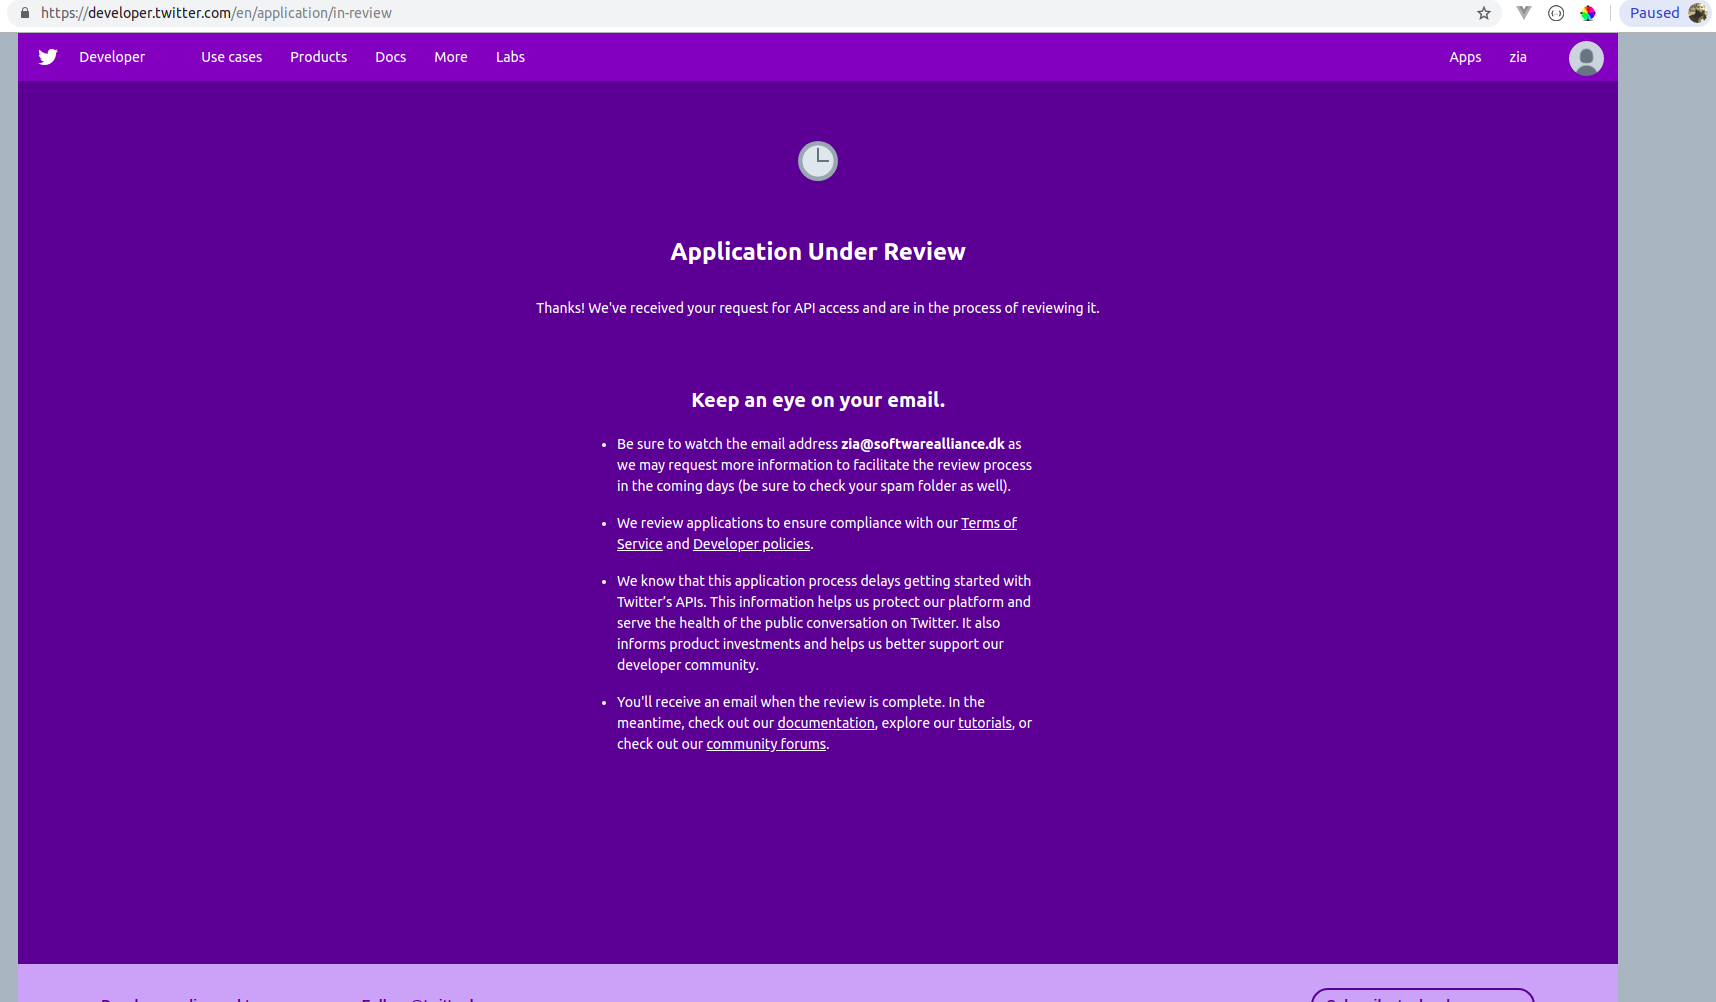 https://developer.twitter.com/en/application/in-review
Paused
Developer Use cases Products Docs More Labs Apps zia
Application Under Review
Thanks! We've received your request for API access and are in the process of reviewing it.
Keep an eye on your email.
• Be sure to watch the email address zia@softwarealliance.dk as
we may request more information to facilitate the review process
in the coming days (be sure to check your spam folder as well).
• We review applications to ensure compliance with our Terms of
Service and Developer policies.
• We know that this application process delays getting started with
Twitter’s APIs. This information helps us protect our platform and
serve the health of the public conversation on Twitter. It also
informs product investments and helps us better support our
developer community.
• You'll receive an email when the review is complete. In the
meantime, check out our documentation, explore our tutorials, or
check out our community forums.